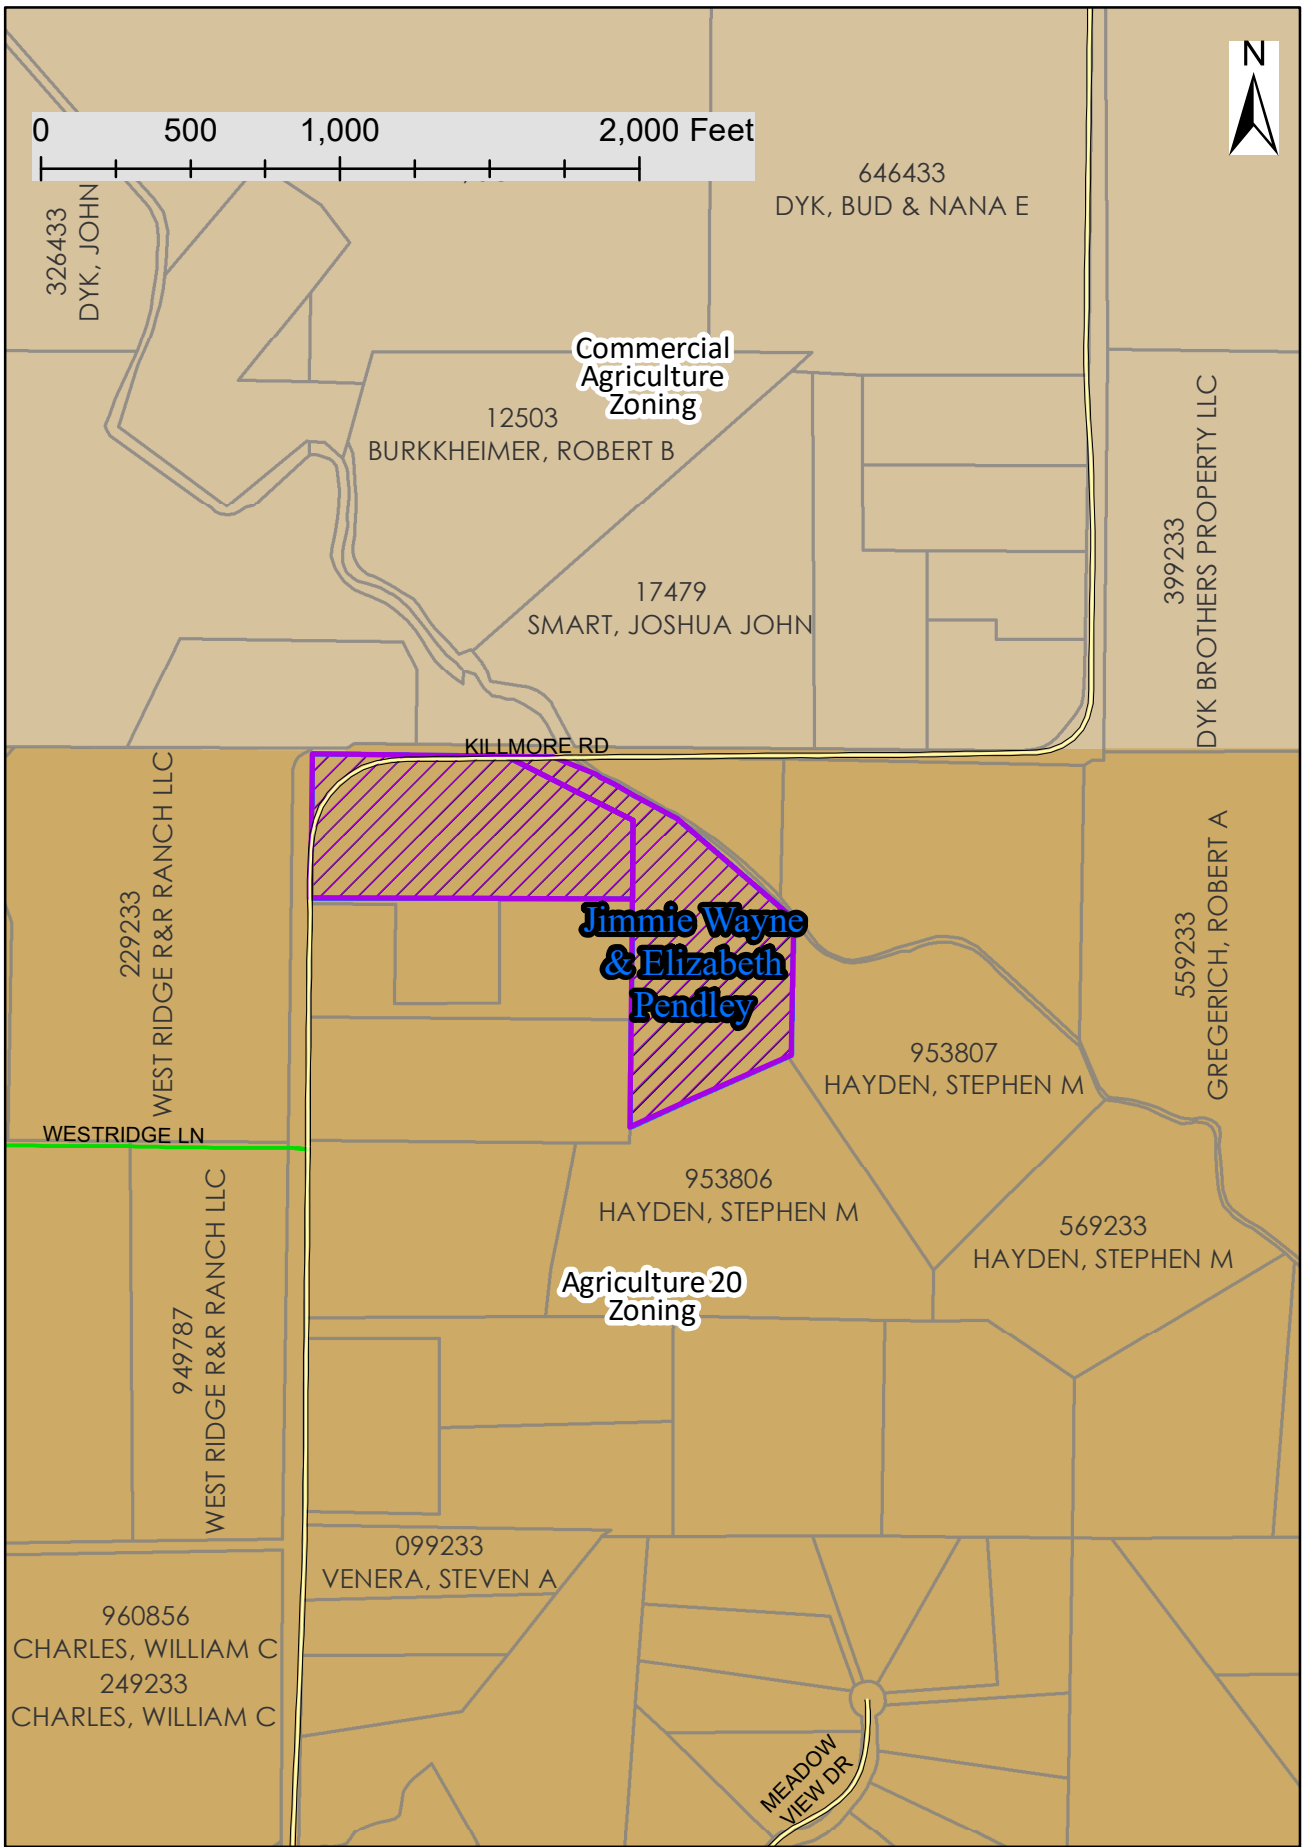 N
0 500 1,000 2,000 Feet
646433
DYK, BUD & NANA E
326433
DYK, JOHN
Commercial
Agriculture
Zoning
12503
BURKKHEIMER, ROBERT B
399233
DYK BROTHERS PROPERTY LLC
17479
SMART, JOSHUA JOHN
KILLMORE RD
229233
WEST RIDGE R&R RANCH LLC
Jimmie Wayne
& Elizabeth
Pendley
559233
GREGERICH, ROBERT A
953807
HAYDEN, STEPHEN M
WESTRIDGE LN
953806
HAYDEN, STEPHEN M
569233
HAYDEN, STEPHEN M
949787
WEST RIDGE R&R RANCH LLC
Agriculture 20
Zoning
099233
VENERA, STEVEN A
960856
CHARLES, WILLIAM C
249233
CHARLES, WILLIAM C
MEADOW
VIEW DR